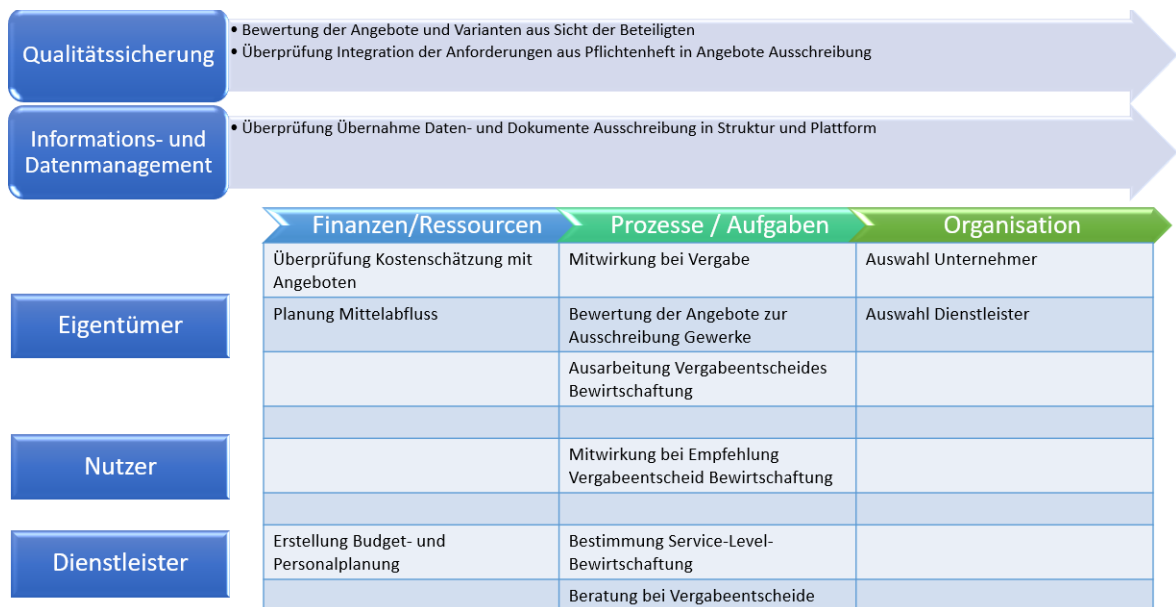 Qualitätssicherung
• Bewertung der Angebote und Varianten aus Sicht der Beteiligten
• Überprüfung Integration der Anforderungen aus Pflichtenheft in Angebote Ausschreibung
Informations- und
Datenmanagement
• Überprüfung Übernahme Daten- und Dokumente Ausschreibung in Struktur und Plattform
Finanzen/Ressourcen
Prozesse / Aufgaben
Organisation
Eigentümer
Überprüfung Kostenschätzung mit
Angeboten
Mitwirkung bei Vergabe
Auswahl Unternehmer
Planung Mittelabfluss
Bewertung der Angebote zur
Ausschreibung Gewerke
Auswahl Dienstleister
Ausarbeitung Vergabeentscheides
Bewirtschaftung
Nutzer
Mitwirkung bei Empfehlung
Vergabeentscheid Bewirtschaftung
Dienstleister
Erstellung Budget- und
Personalplanung
Bestimmung Service-Level-
Bewirtschaftung
Beratung bei Vergabeentscheide